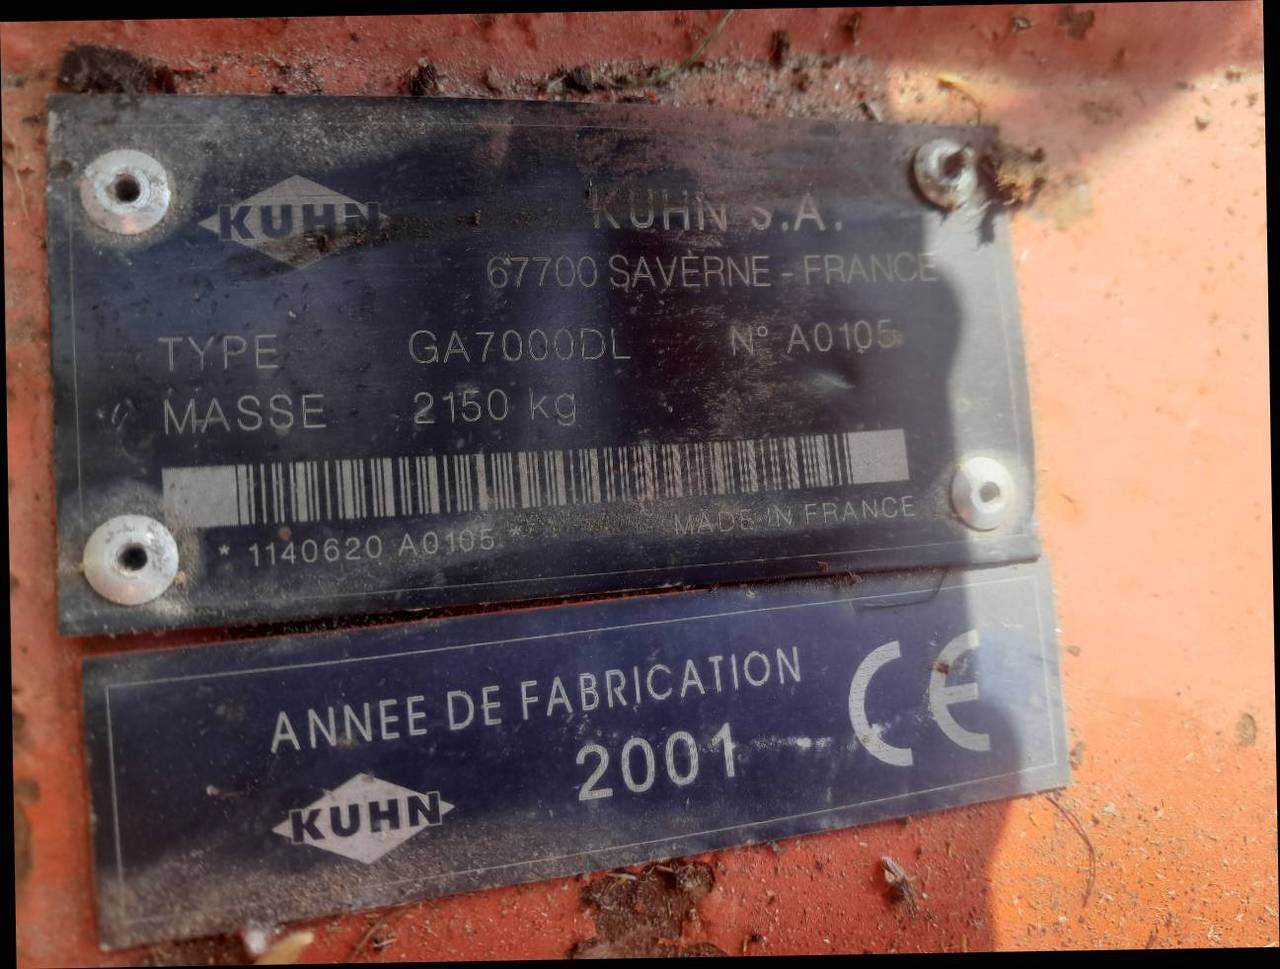 KUHN
KUHN S.A.
67700 SAVERNE - FRANCE
TYPE GA7000DL N° A0105
MASSE 2150 kg
* 1140620 A0105 *
MADE IN FRANCE
ANNEE DE FABRICATION
2001
CE
KUHN